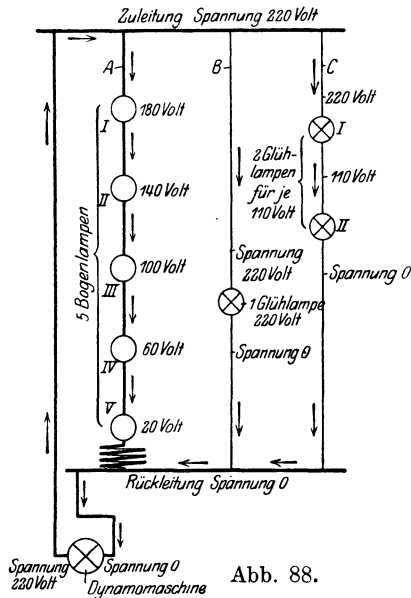 Zuleitung Spannung 220 Volt
A
B
C
180 Volt
I
140 Volt
II
100 Volt
III
60 Volt
IV
20 Volt
V
5 Bogenlampen
Spannung
220 Volt
1 Glühlampe
220 Volt
Spannung 0
220 Volt
I
2 Glüh-
lampen
für je
110 Volt
110 Volt
II
Spannung 0
Rückleitung Spannung 0
Spannung
220 Volt
Spannung 0
Dynamomaschine
Abb. 88.